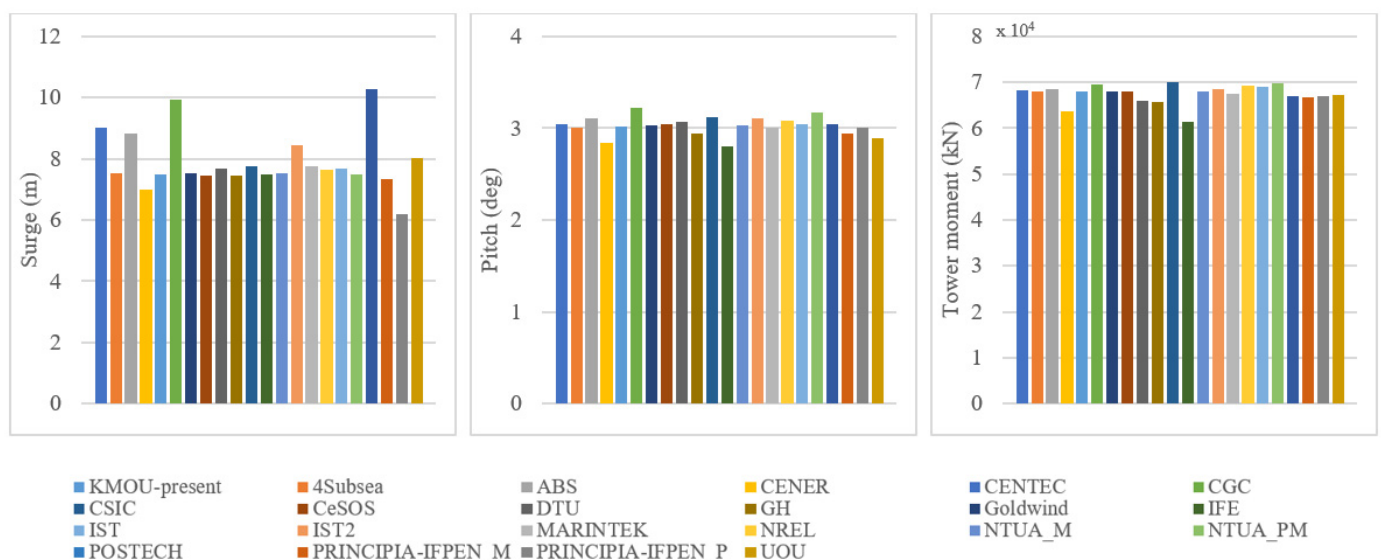 12
10
8
6
4
2
0
Surge (m)
4
3
2
1
0
Pitch (deg)
x 10⁴
8
7
6
5
4
3
2
1
0
Tower moment (kN)
KMOU-present 4Subsea ABS CENER CENTEC CGC
CSIC CeSOS DTU GH Goldwind IFE
IST IST2 MARINTEK NREL NTUA_M NTUA_PM
POSTECH PRINCIPIA-IFPEN_M PRINCIPIA-IFPEN_P UOU